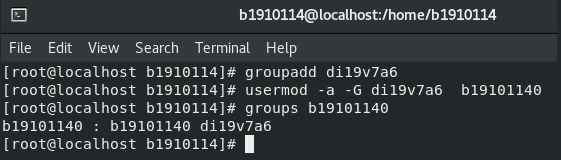 b1910114@localhost:/home/b1910114
File Edit View Search Terminal Help
[root@localhost b1910114]# groupadd di19v7a6
[root@localhost b1910114]# usermod -a -G di19v7a6  b19101140
[root@localhost b1910114]# groups b19101140
b19101140 : b19101140 di19v7a6
[root@localhost b1910114]#